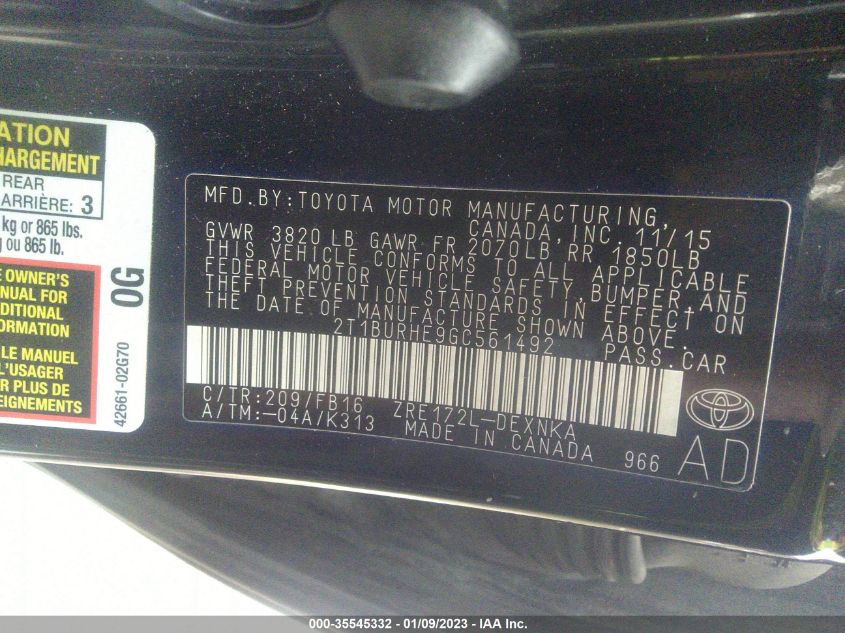 ATION
HARGEMENT
REAR
ARRIÈRE: 3
kg or 865 lbs.
ou 865 lb.
E OWNER'S
NUAL FOR
DDITIONAL
ORMATION
LE MANUEL
L'USAGER
R PLUS DE
EIGNEMENTS
0G
42661-02G70
MFD.BY:TOYOTA MOTOR MANUFACTURING,
CANADA, INC. 11/15
GVWR 3820 LB GAWR FR 2070LB RR 1850LB
THIS VEHICLE CONFORMS TO ALL APPLICABLE
FEDERAL MOTOR VEHICLE SAFETY, BUMPER, AND
THEFT PREVENTION STANDARDS IN EFFECT ON
THE DATE OF MANUFACTURE SHOWN ABOVE.
2T1BURHE9GC561492 PASS.CAR
C/TR:209/FB16 ZRE172L-DEXNKA
A/TM:-04A/K313 MADE IN CANADA 966
AD
000-35545332 - 01/09/2023 - IAA Inc.